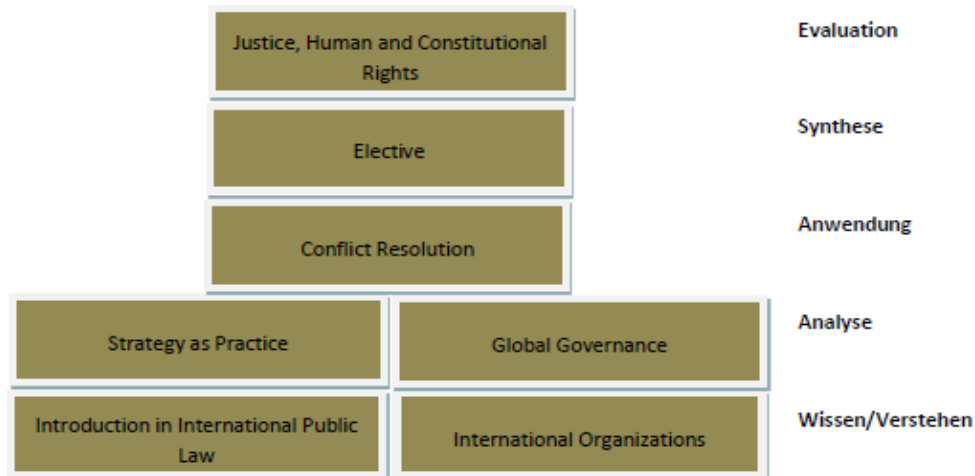 Justice, Human and Constitutional
Rights
Evaluation
Elective
Synthese
Conflict Resolution
Anwendung
Strategy as Practice
Global Governance
Analyse
Introduction in International Public
Law
International Organizations
Wissen/Verstehen